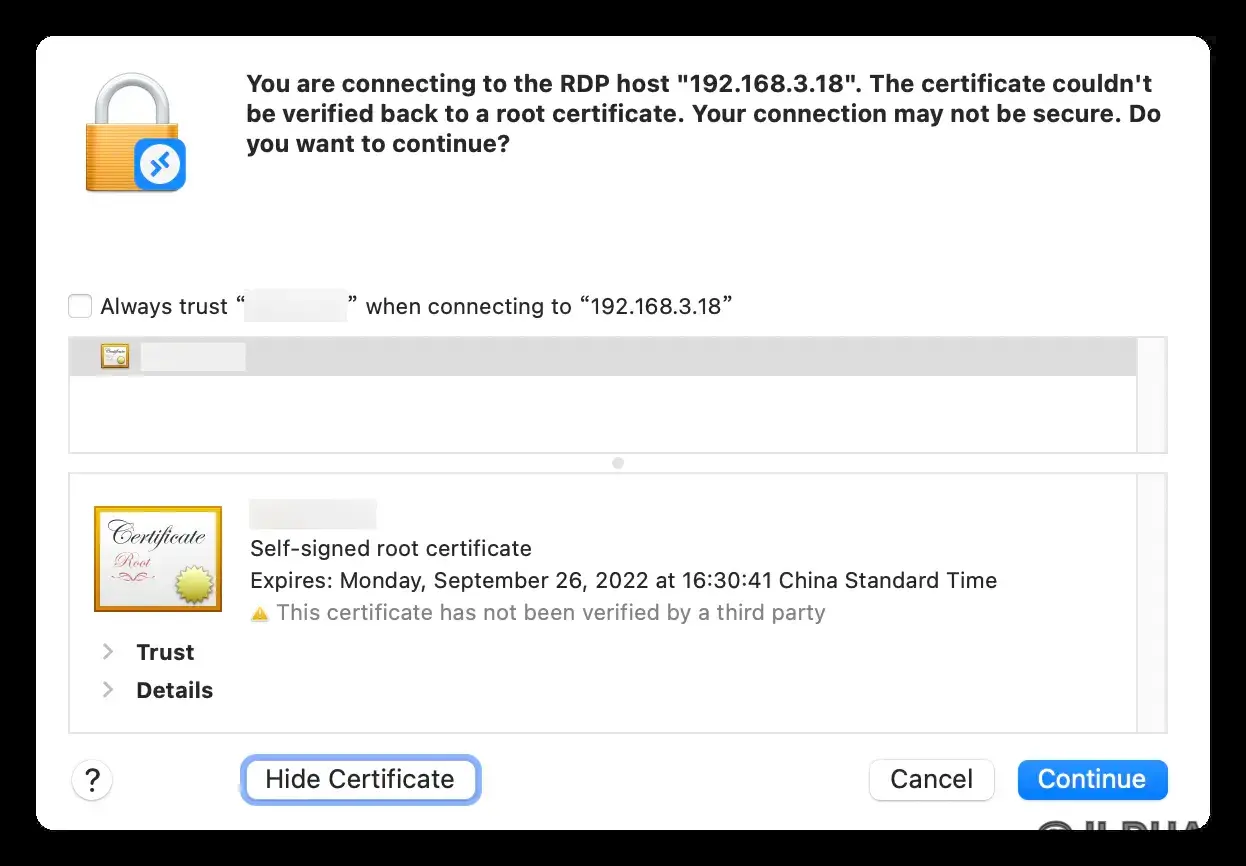 You are connecting to the RDP host "192.168.3.18". The certificate couldn't
be verified back to a root certificate. Your connection may not be secure. Do
you want to continue?
Always trust “ ” when connecting to “192.168.3.18”
Certificate
Root
Self-signed root certificate
Expires: Monday, September 26, 2022 at 16:30:41 China Standard Time
This certificate has not been verified by a third party
Trust
Details
?
Hide Certificate
Cancel
Continue